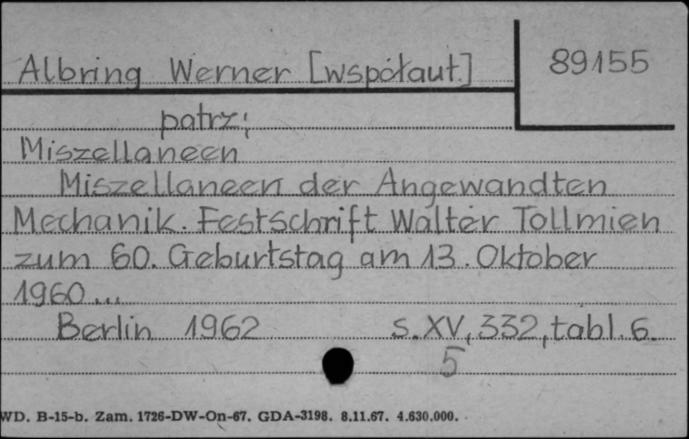 Albring Werner [współaut.]
89155
patrz:
Miszellaneen
Miszellaneen der Angewandten
Mechanik. Festschrift Walter Tollmien
zum 60. Geburtstag am 13. Oktober
1960...
Berlin 1962 s. XV, 332, tabl. 6.
5
WD. B-15-b. Zam. 1726-DW-On-67. GDA-3198. 8.11.67. 4.630.000.